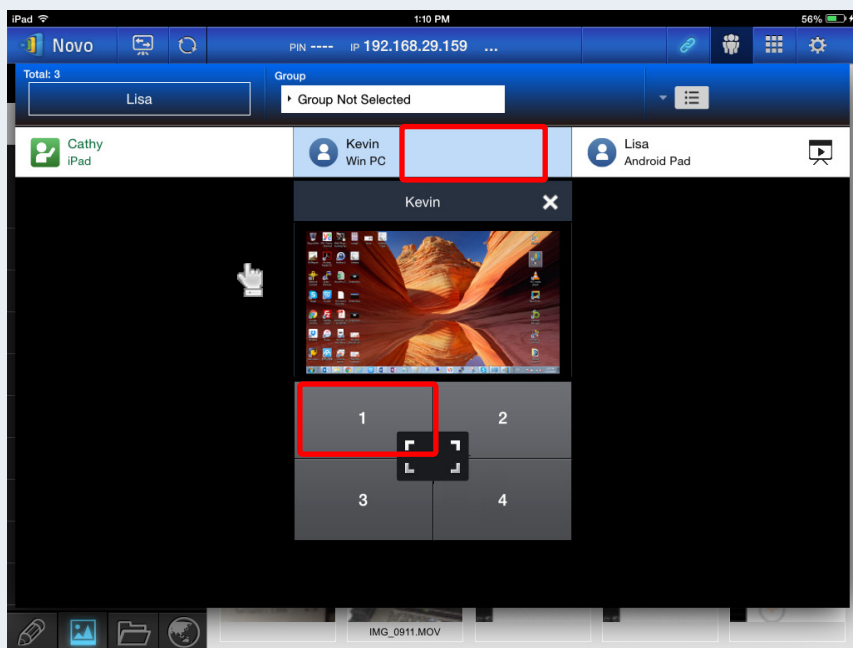 iPad 1:10 PM 56%
Novo PIN ---- IP 192.168.29.159 ...
Total: 3 Group
Lisa Group Not Selected
Cathy Kevin Lisa
iPad Win PC Android Pad
Kevin
1 2
3 4
IMG_0911.MOV